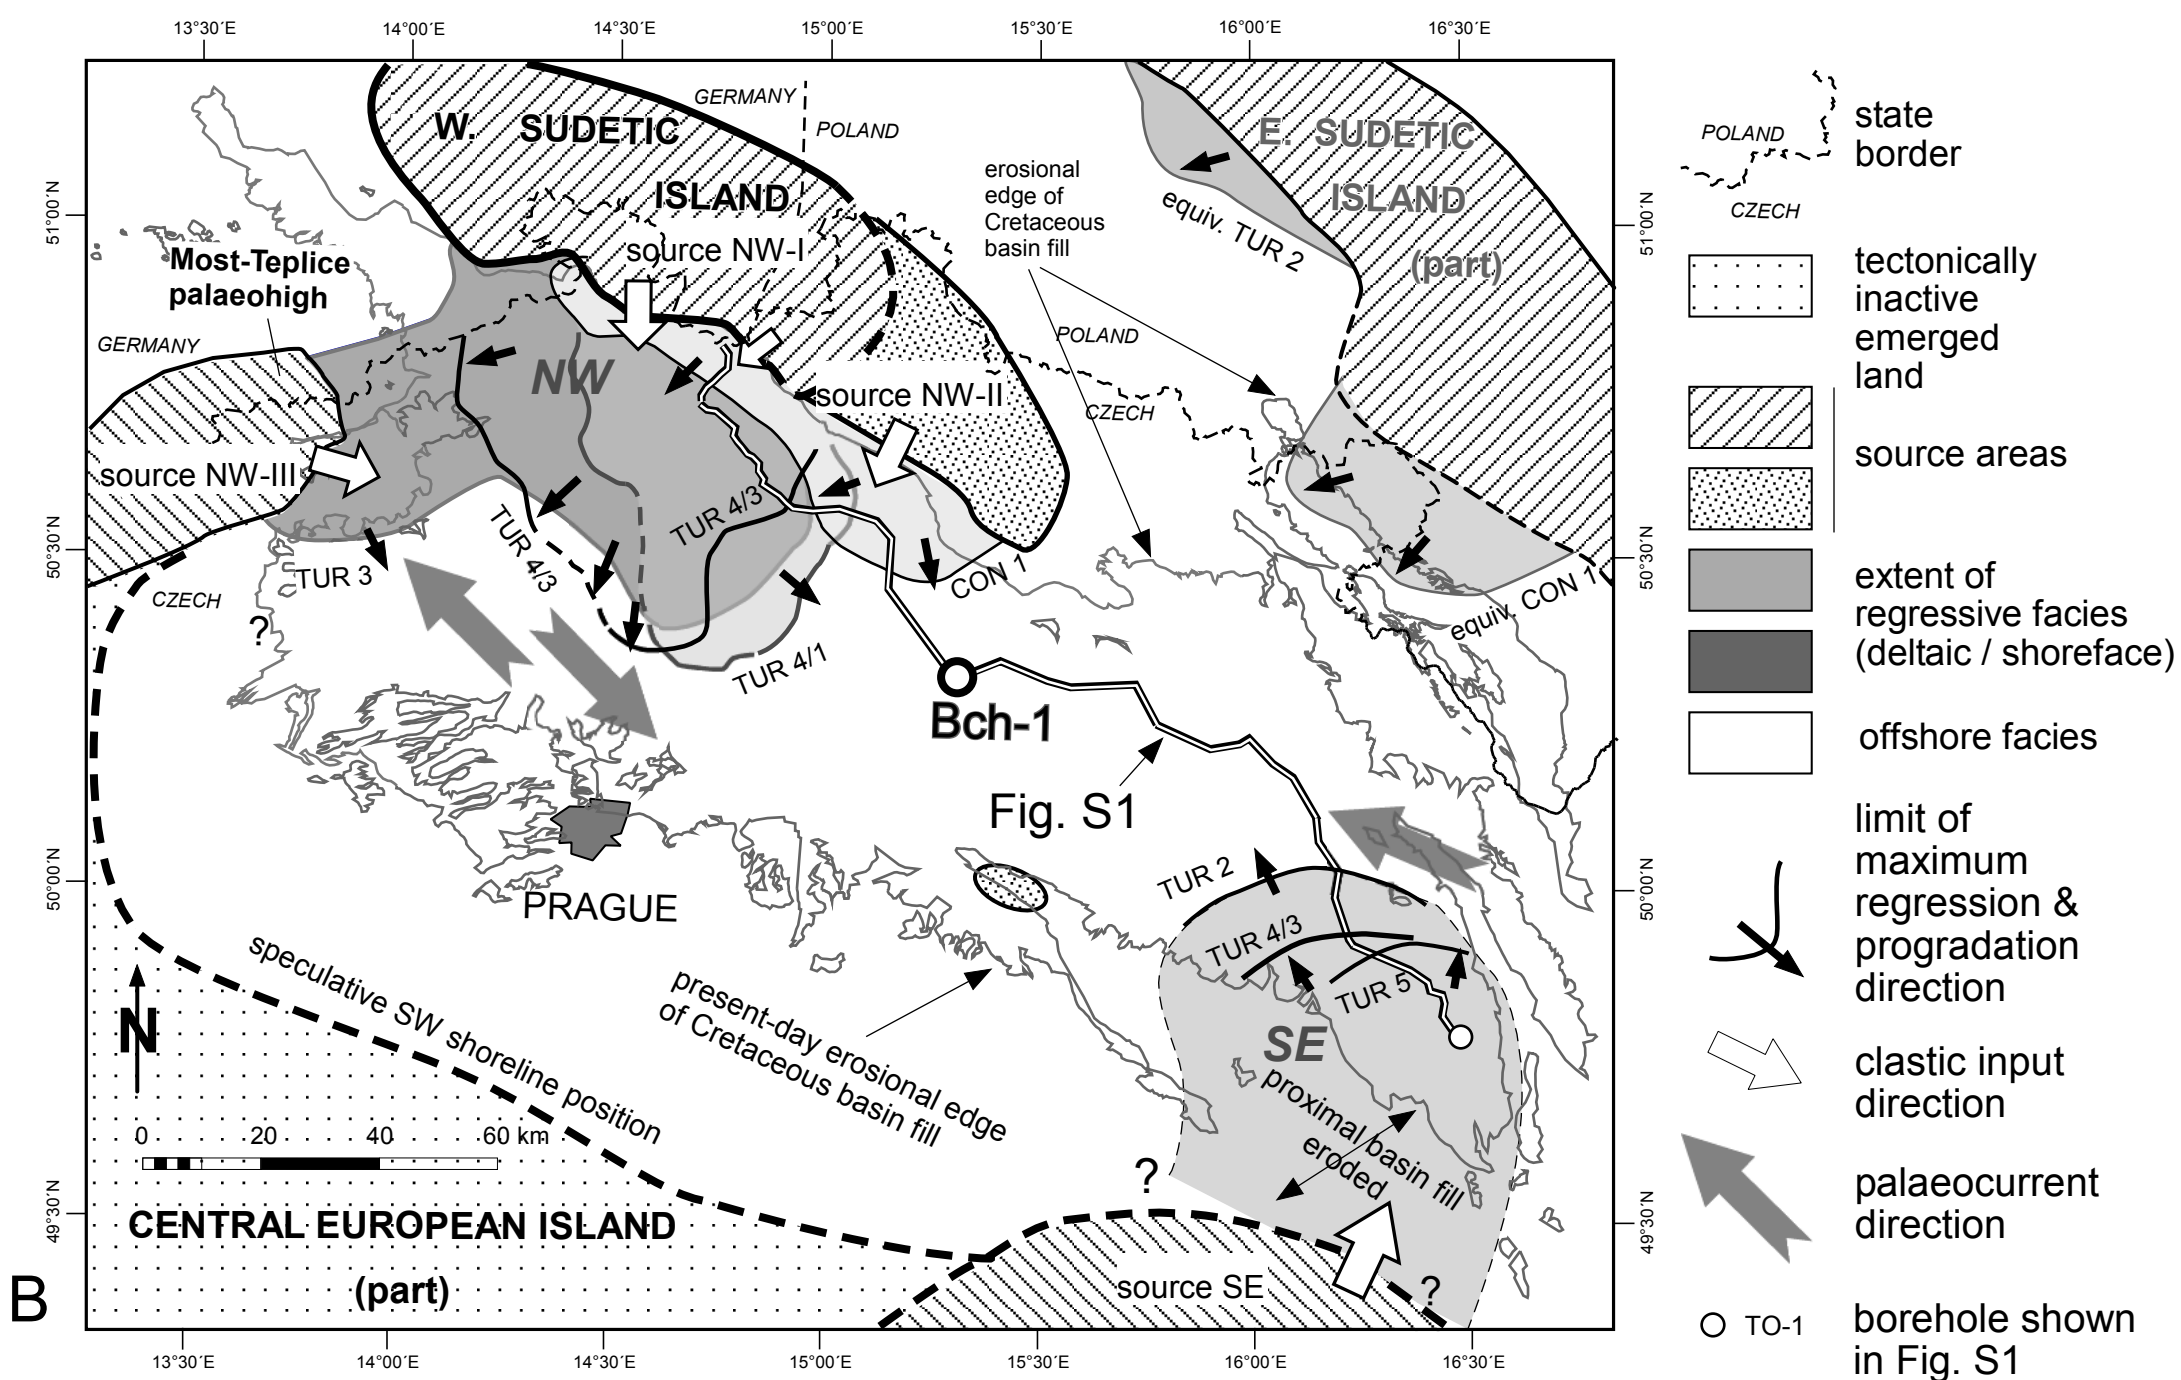 13°30´E
14°00´E
14°30´E
15°00´E
15°30´E
16°00´E
16°30´E
GERMANY
POLAND
W. SUDETIC
ISLAND
source NW-I
erosional
edge of
Cretaceous
basin fill
E. SUDETIC
ISLAND
(part)
equiv. TUR 2
51°00´N
51°00´N
Most-Teplice
palaeohigh
GERMANY
NW
POLAND
CZECH
source NW-II
source NW-III
TUR 4/3
TUR 4/3
50°30´N
50°30´N
TUR 3
CON 1
equiv. CON 1
CZECH
?
TUR 4/1
Bch-1
Fig. S1
PRAGUE
50°00´N
50°00´N
TUR 2
TUR 4/3
TUR 5
SE
speculative SW shoreline position
present-day erosional edge
of Cretaceous basin fill
proximal basin fill
eroded
N
0 20 40 60 km
?
CENTRAL EUROPEAN ISLAND
(part)
source SE
?
49°30´N
49°30´N
B
13°30´E
14°00´E
14°30´E
15°00´E
15°30´E
16°00´E
16°30´E
POLAND
CZECH
state
border
tectonically
inactive
emerged
land
source areas
extent of
regressive facies
(deltaic / shoreface)
offshore facies
limit of
maximum
regression &
progradation
direction
clastic input
direction
palaeocurrent
direction
TO-1
borehole shown
in Fig. S1